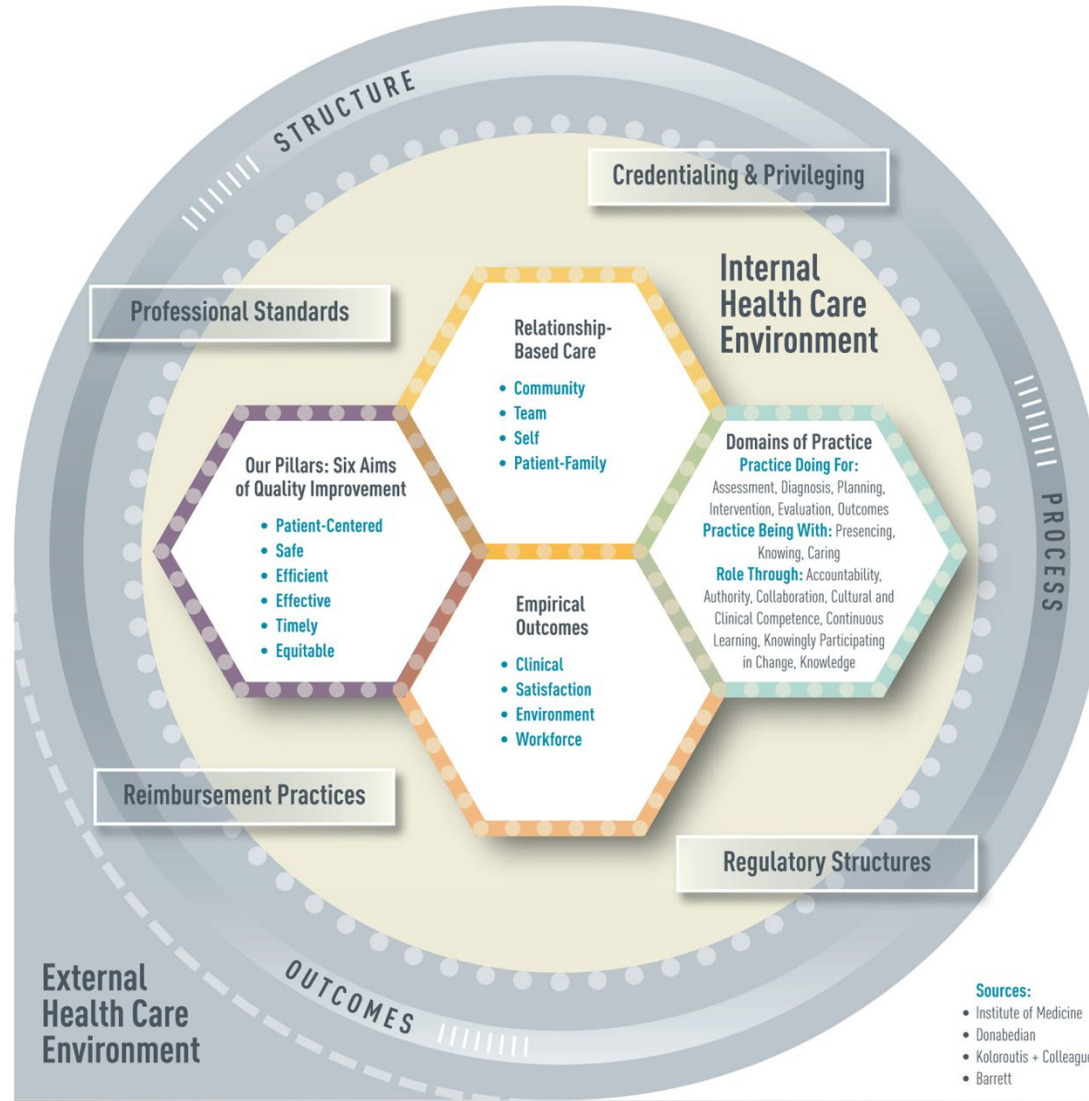 STRUCTURE
Credentialing & Privileging
Internal
Health Care
Environment
Professional Standards
Relationship-
Based Care
• Community
• Team
• Self
• Patient-Family
PROCESS
Our Pillars: Six Aims
of Quality Improvement
• Patient-Centered
• Safe
• Efficient
• Effective
• Timely
• Equitable
Domains of Practice
Practice Doing For:
Assessment, Diagnosis, Planning,
Intervention, Evaluation, Outcomes
Practice Being With: Presencing,
Knowing, Caring
Role Through: Accountability,
Authority, Collaboration, Cultural and
Clinical Competence, Continuous
Learning, Knowingly Participating
in Change, Knowledge
Empirical
Outcomes
• Clinical
• Satisfaction
• Environment
• Workforce
Reimbursement Practices
Regulatory Structures
OUTCOMES
External
Health Care
Environment
Sources:
• Institute of Medicine
• Donabedian
• Koloroutis + Colleagu
• Barrett